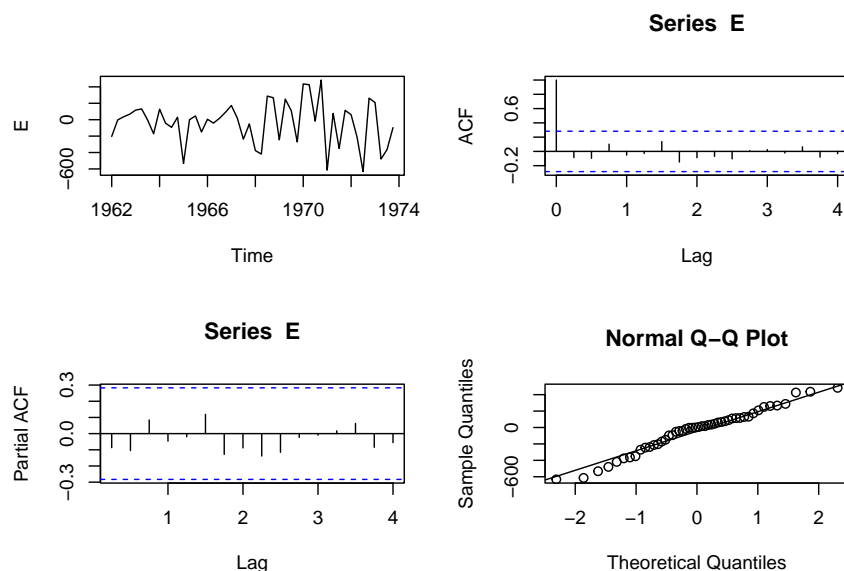 Series E
E
−600
0
1962
1966
1970
1974
Time
ACF
−0.2
0.6
0
1
2
3
4
Lag
Series E
Partial ACF
−0.3
0.0
0.3
1
2
3
4
Lag
Normal Q−Q Plot
Sample Quantiles
−600
0
−2
−1
0
1
2
Theoretical Quantiles